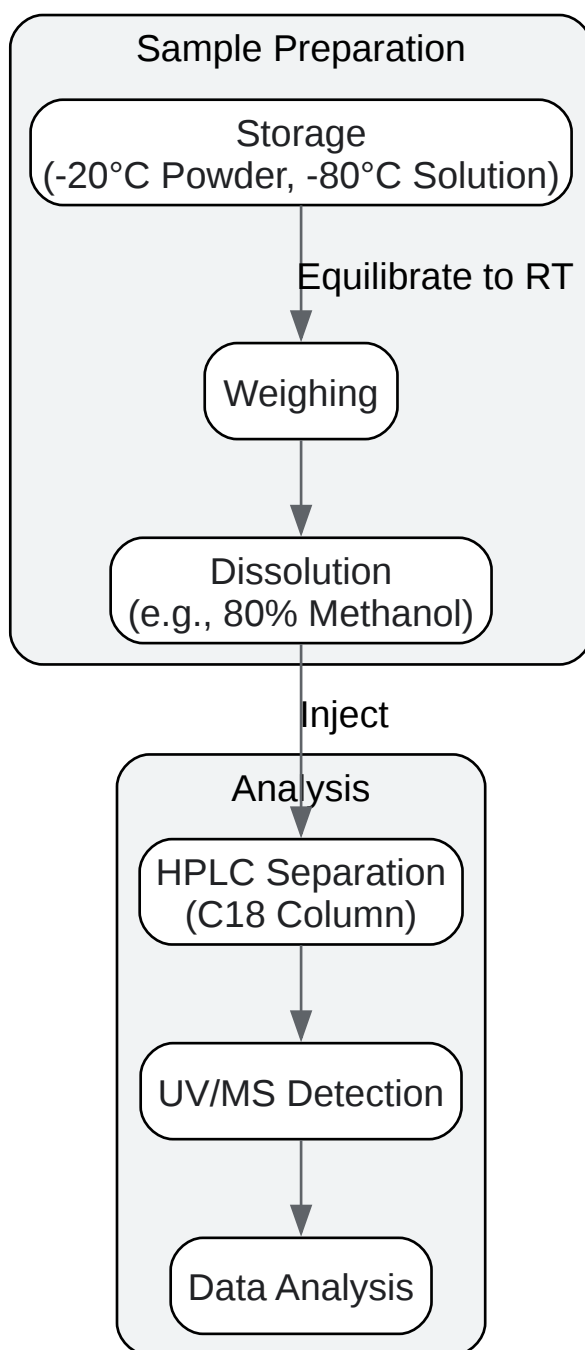 Sample Preparation
Storage
(-20°C Powder, -80°C Solution)
Equilibrate to RT
Weighing
Dissolution
(e.g., 80% Methanol)
Inject
Analysis
HPLC Separation
(C18 Column)
UV/MS Detection
Data Analysis